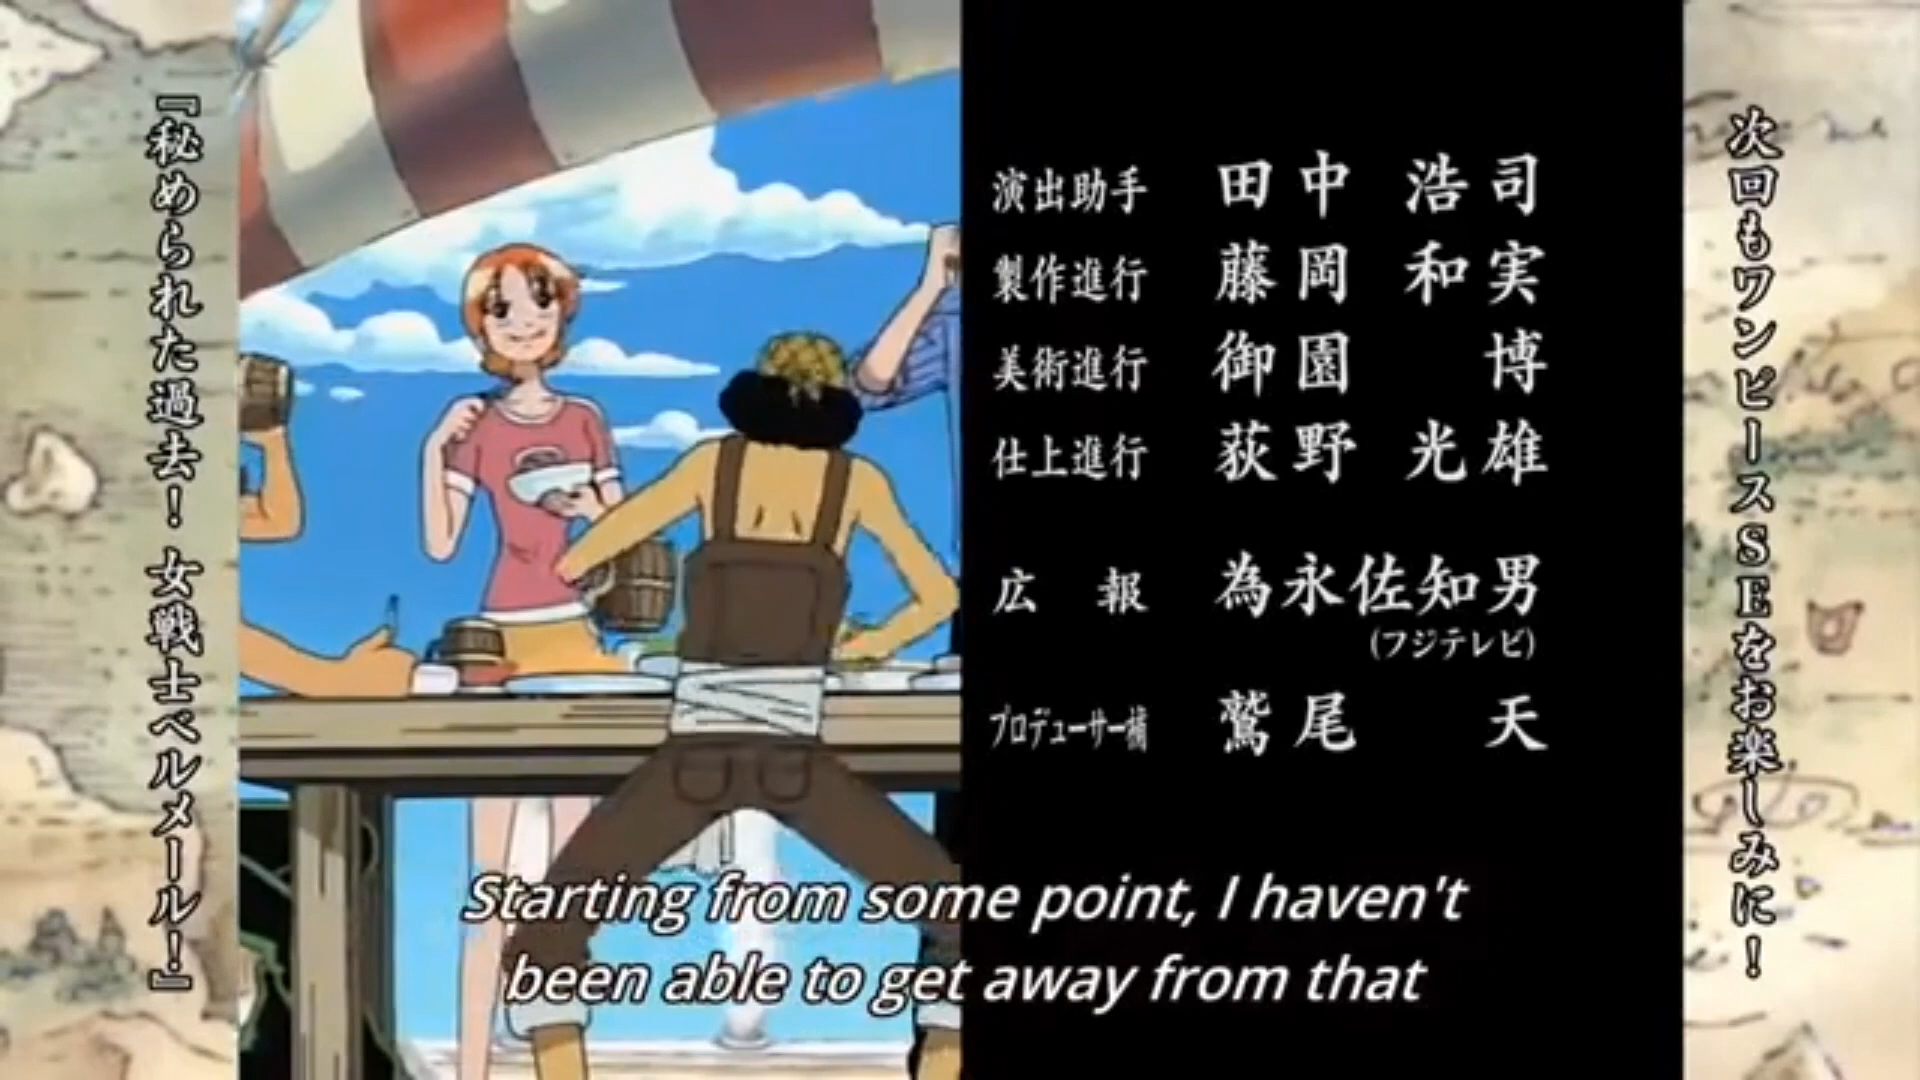 『秘められた過去！ 女戦士ベルメール！』
演出助手 田中 浩司
製作進行 藤岡 和実
美術進行 御園 博
仕上進行 荻野 光雄
広 報 為永佐知男
(フジテレビ)
プロデューサー補 鷲尾 天
次回もワンピースSEをお楽しみに！
Starting from some point, I haven't
been able to get away from that